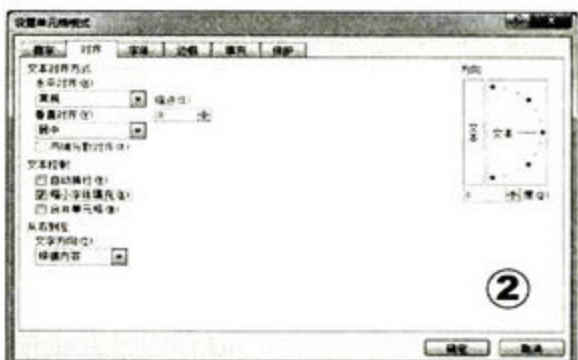 设置单元格格式
数字 对齐 字体 边框 填充 保护
文本对齐方式
水平对齐(H)
常规
缩进(I)
垂直对齐(V)
0
居中
两端分散对齐(E)
文本控制
自动换行(W)
缩小字体填充(K)
合并单元格(M)
从右到左
文字方向(T)
根据内容
方向
文本
文本
度(D)
②
确定 取消